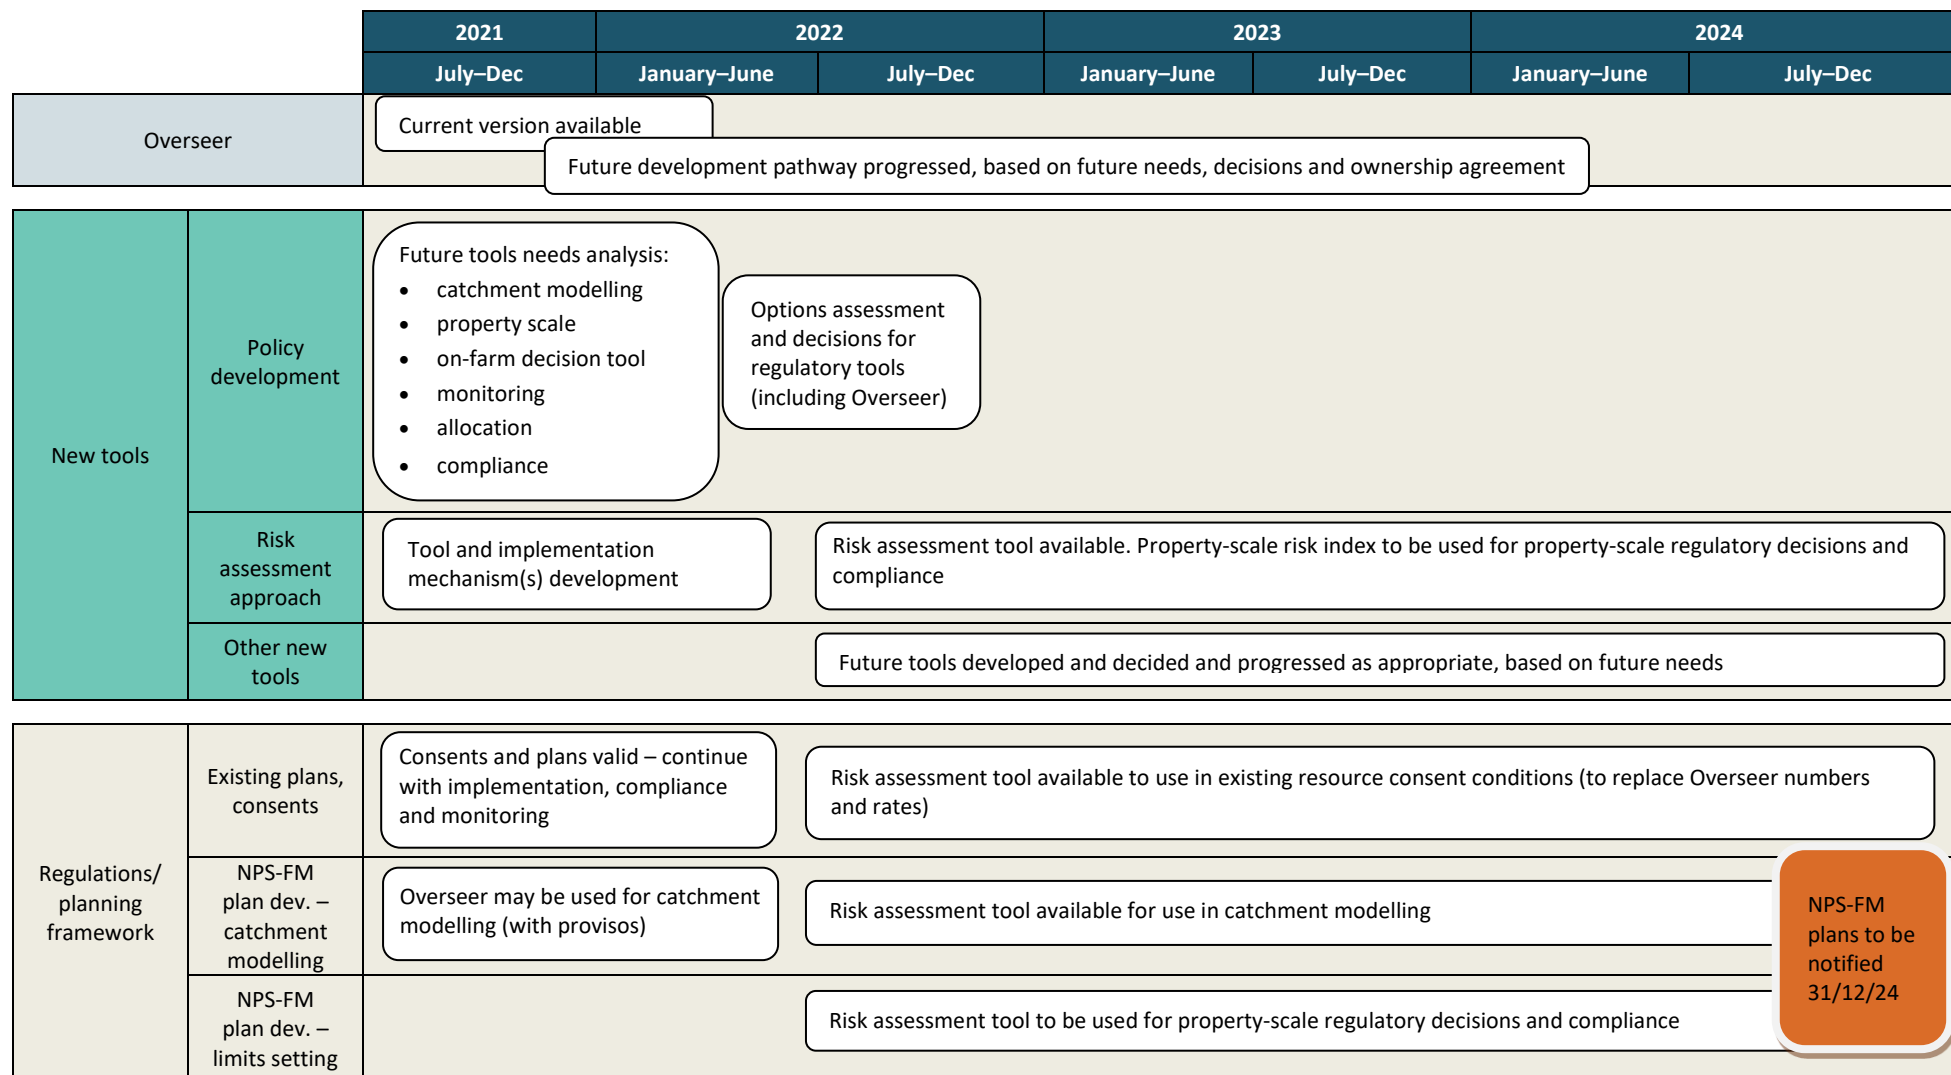 2021
2022
2023
2024
July–Dec
January–June
July–Dec
January–June
July–Dec
January–June
July–Dec
Overseer
Current version available
Future development pathway progressed, based on future needs, decisions and ownership agreement
New tools
Policy
development
Future tools needs analysis:
• catchment modelling
• property scale
• on-farm decision tool
• monitoring
• allocation
• compliance
Options assessment
and decisions for
regulatory tools
(including Overseer)
Risk
assessment
approach
Tool and implementation
mechanism(s) development
Risk assessment tool available. Property-scale risk index to be used for property-scale regulatory decisions and
compliance
Other new
tools
Future tools developed and decided and progressed as appropriate, based on future needs
Regulations/
planning
framework
Existing plans,
consents
Consents and plans valid – continue
with implementation, compliance
and monitoring
Risk assessment tool available to use in existing resource consent conditions (to replace Overseer numbers
and rates)
NPS-FM
plan dev. –
catchment
modelling
Overseer may be used for catchment
modelling (with provisos)
Risk assessment tool available for use in catchment modelling
NPS-FM
plans to be
notified
31/12/24
NPS-FM
plan dev. –
limits setting
Risk assessment tool to be used for property-scale regulatory decisions and compliance